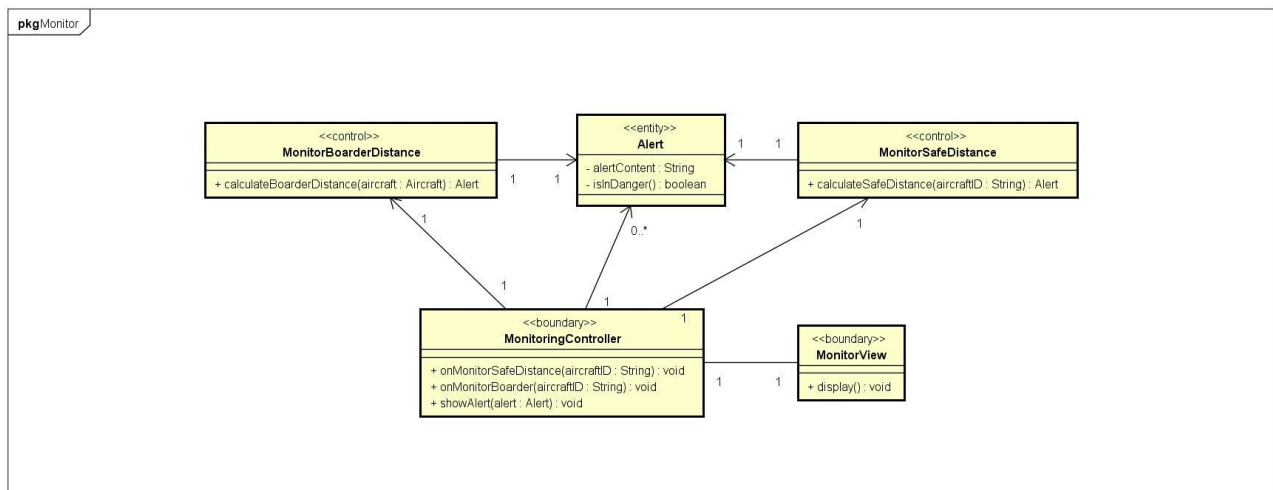 pkg Monitor
<<control>>
MonitorBoarderDistance
+ calculateBoarderDistance(aircraft : Aircraft) : Alert
<<entity>>
Alert
- alertContent : String
- isInDanger() : boolean
<<control>>
MonitorSafeDistance
+ calculateSafeDistance(aircraftID : String) : Alert
1 1
1 1
1 0..* 1
1 1 1
<<boundary>>
MonitoringController
+ onMonitorSafeDistance(aircraftID : String) : void
+ onMonitorBoarder(aircraftID : String) : void
+ showAlert(alert : Alert) : void
1 1
<<boundary>>
MonitorView
+ display() : void